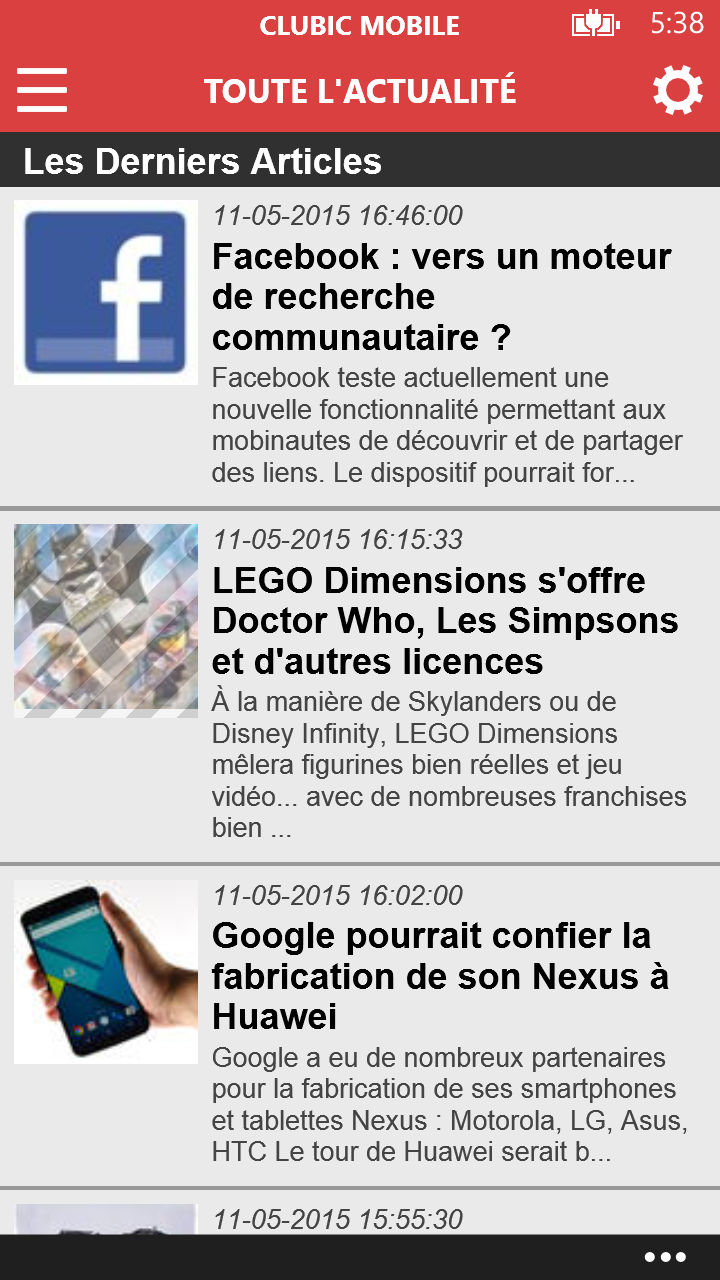 CLUBIC MOBILE
5:38
TOUTE L'ACTUALITÉ
Les Derniers Articles
11-05-2015 16:46:00
Facebook : vers un moteur
de recherche
communautaire ?
Facebook teste actuellement une
nouvelle fonctionnalité permettant aux
mobinautes de découvrir et de partager
des liens. Le dispositif pourrait for...
11-05-2015 16:15:33
LEGO Dimensions s'offre
Doctor Who, Les Simpsons
et d'autres licences
À la manière de Skylanders ou de
Disney Infinity, LEGO Dimensions
mêlera figurines bien réelles et jeu
vidéo... avec de nombreuses franchises
bien ...
11-05-2015 16:02:00
Google pourrait confier la
fabrication de son Nexus à
Huawei
Google a eu de nombreux partenaires
pour la fabrication de ses smartphones
et tablettes Nexus : Motorola, LG, Asus,
HTC Le tour de Huawei serait b...
11-05-2015 15:55:30